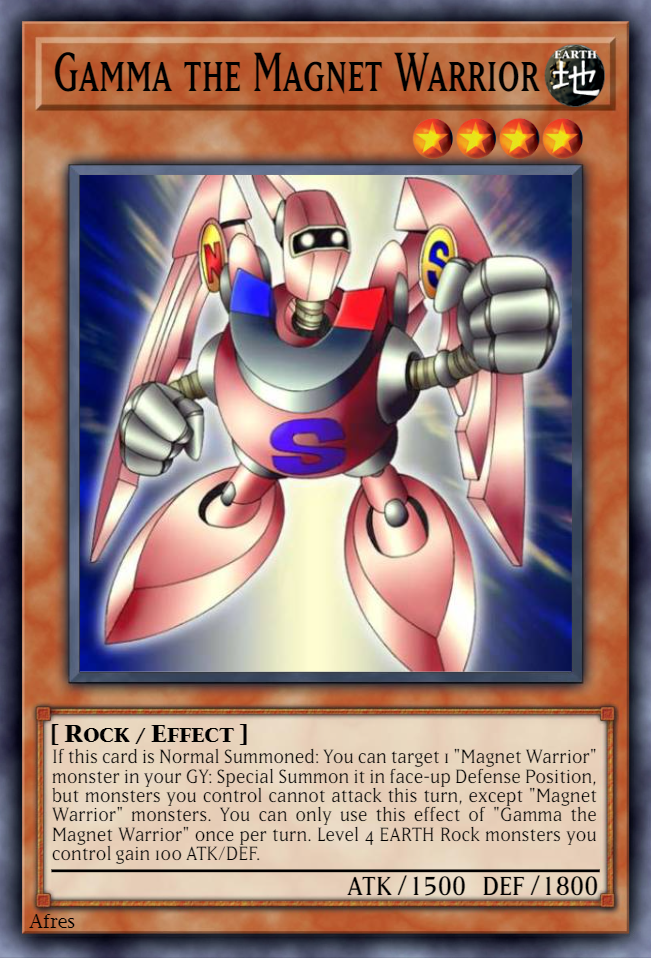 Gamma the Magnet Warrior
EARTH
地
N
S
S
[ Rock / Effect ]
If this card is Normal Summoned: You can target 1 "Magnet Warrior"
monster in your GY: Special Summon it in face-up Defense Position,
but monsters you control cannot attack this turn, except "Magnet
Warrior" monsters. You can only use this effect of "Gamma the
Magnet Warrior" once per turn. Level 4 EARTH Rock monsters you
control gain 100 ATK/DEF.
ATK / 1500 DEF / 1800
Afres